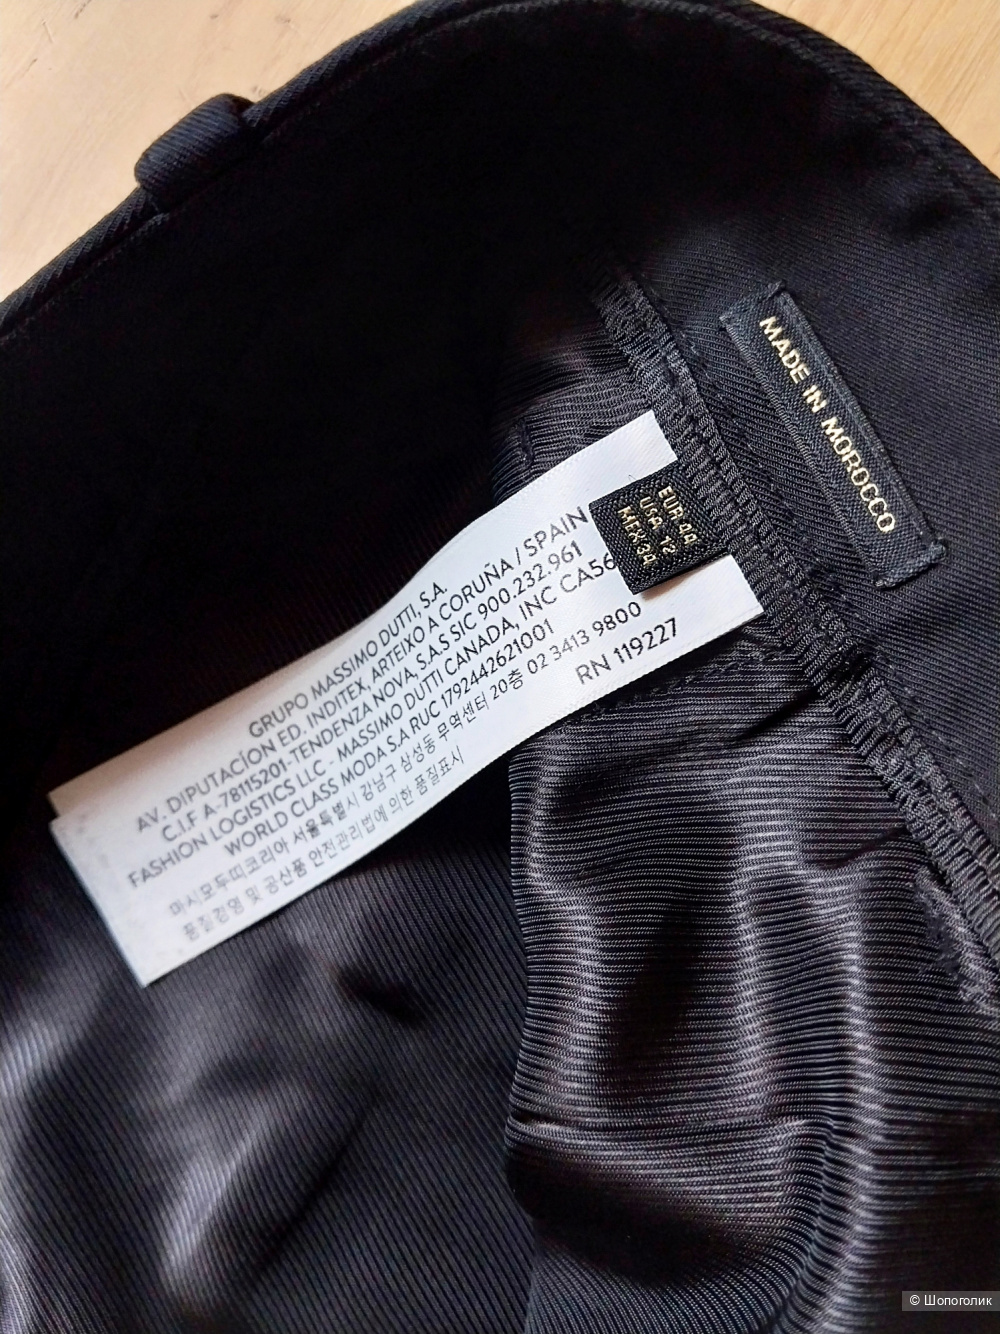 MADE IN MOROCCO
EUR 44
USA 12
MEX 34
GRUPO MASSIMO DUTTI, S.A.
AV. DIPUTACÍON ED. INDITEX, ARTEIXO A CORUÑA / SPAIN
C.I.F A-78115201-TENDENZA NOVA, S.A.S SIC 900.232.961
FASHION LOGISTICS LLC - MASSIMO DUTTI CANADA, INC CA56
WORLD CLASS MODA S.A RUC 1792442621001
마시모두띠코리아 서울특별시 강남구 삼성동 무역센터 20층 02 3413 9800
품질경영 및 공산품 안전관리법에 의한 품질표시
RN 119227
© Шопоголик